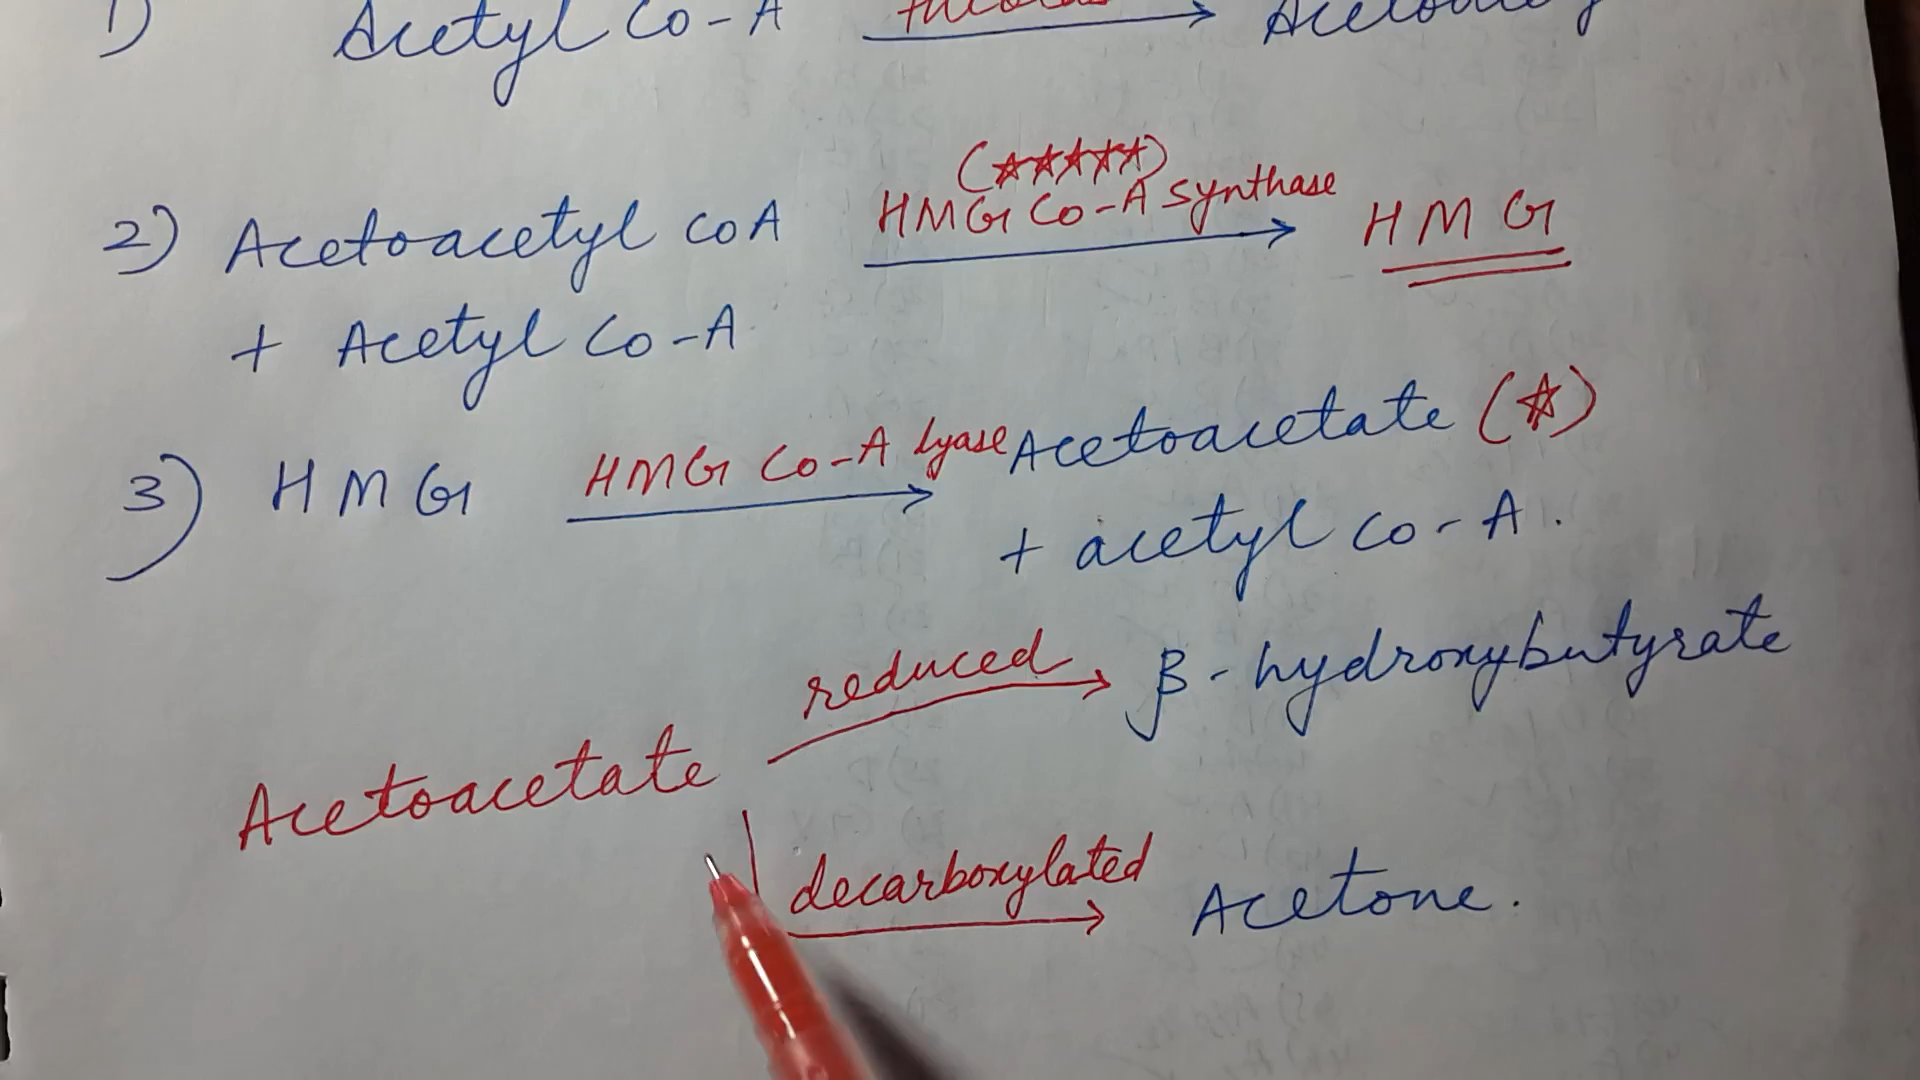 1) Acetyl Co-A
(☆☆☆☆☆)
2) Acetoacetyl CoA HMG Co-A synthase HMG
+ Acetyl Co-A
3) HMG HMG Co-A lyase Acetoacetate (☆)
+ acetyl Co-A.
reduced β-hydroxybutyrate
Acetoacetate
decarboxylated Acetone.